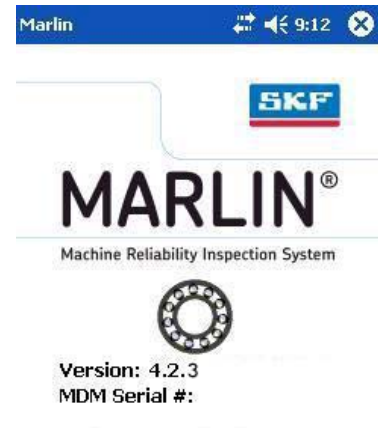 Marlin 9:12
SKF
MARLIN®
Machine Reliability Inspection System
Version: 4.2.3
MDM Serial #: